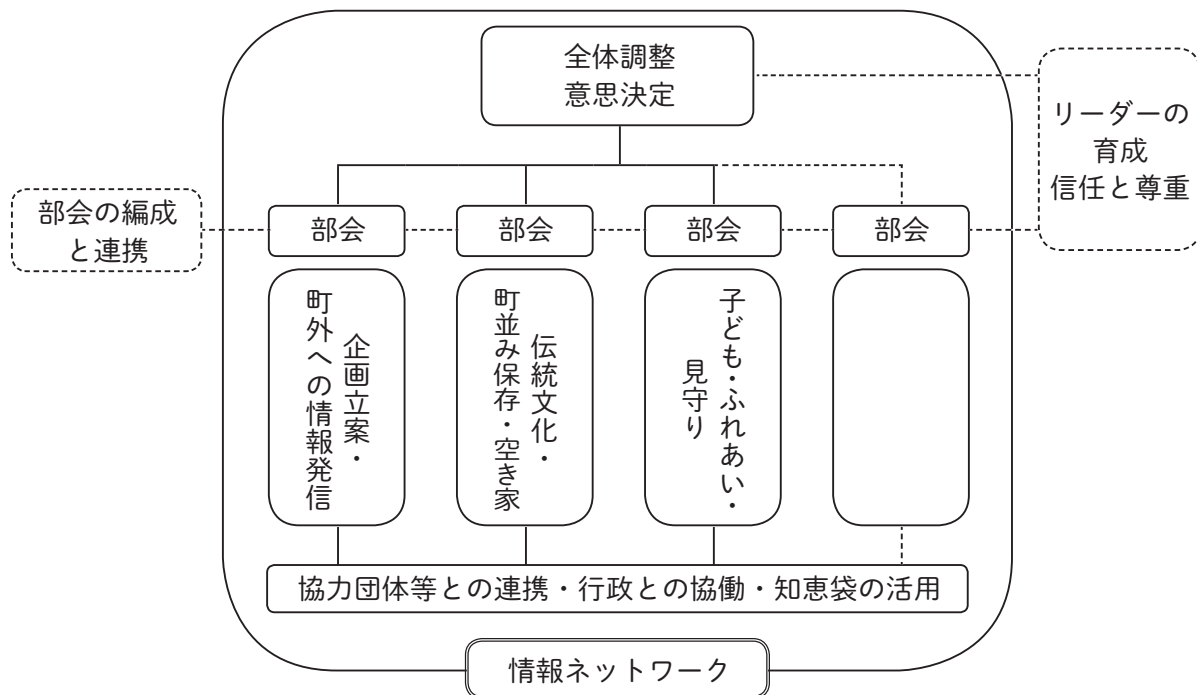 全体調整
意思決定
リーダーの
育成
信任と尊重
部会の編成
と連携
部会
部会
部会
部会
企画立案・
町外への情報発信
伝統文化・
町並み保存・空き家
子ども・ふれあい・
見守り
協力団体等との連携・行政との協働・知恵袋の活用
情報ネットワーク